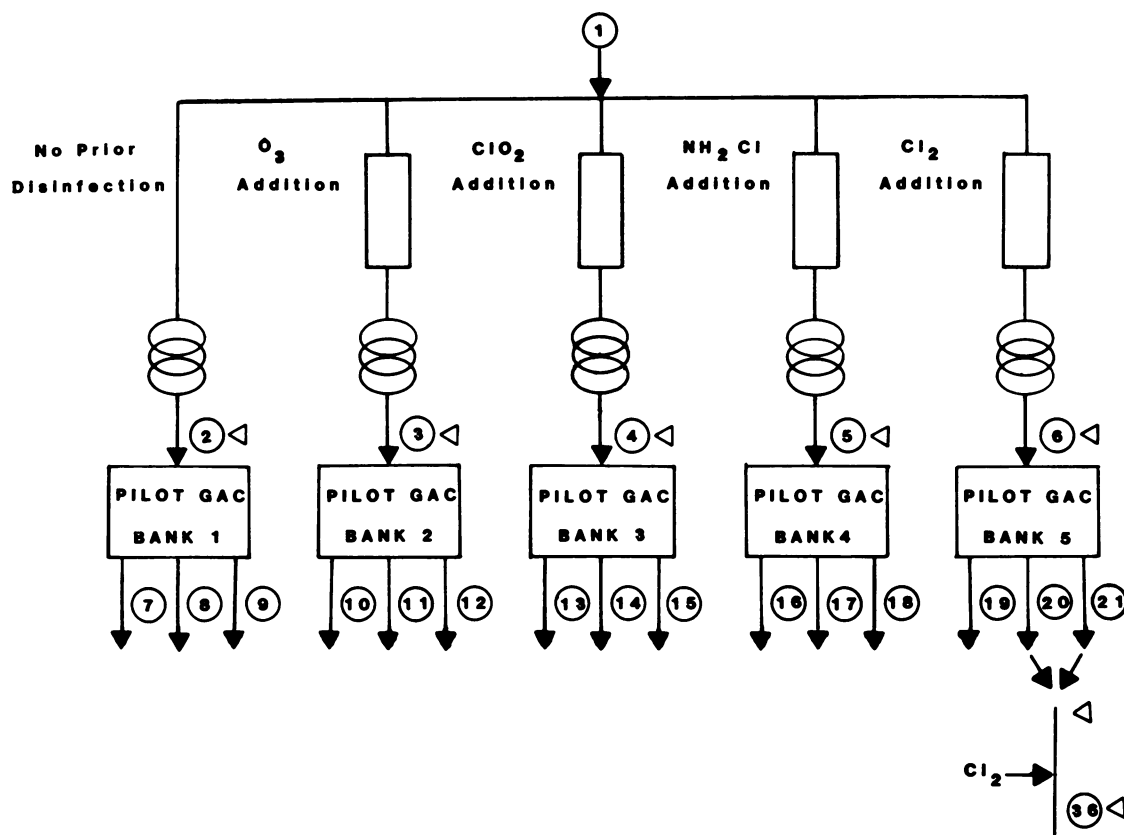 1
No Prior
Disinfection
O3
Addition
ClO2
Addition
NH2Cl
Addition
Cl2
Addition
2
3
4
5
6
PILOT GAC
BANK 1
PILOT GAC
BANK 2
PILOT GAC
BANK 3
PILOT GAC
BANK4
PILOT GAC
BANK 5
7
8
9
10
11
12
13
14
15
16
17
18
19
20
21
Cl2
36